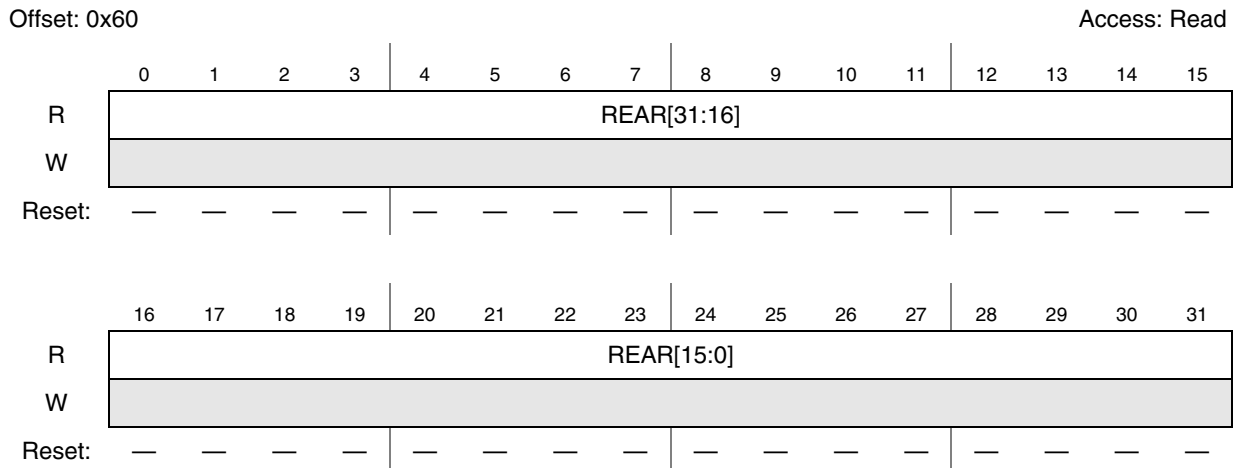 Offset: 0x60 Access: Read
0 1 2 3 4 5 6 7 8 9 10 11 12 13 14 15
R REAR[31:16]
W
Reset: — — — — — — — — — — — — — — — —
16 17 18 19 20 21 22 23 24 25 26 27 28 29 30 31
R REAR[15:0]
W
Reset: — — — — — — — — — — — — — — — —